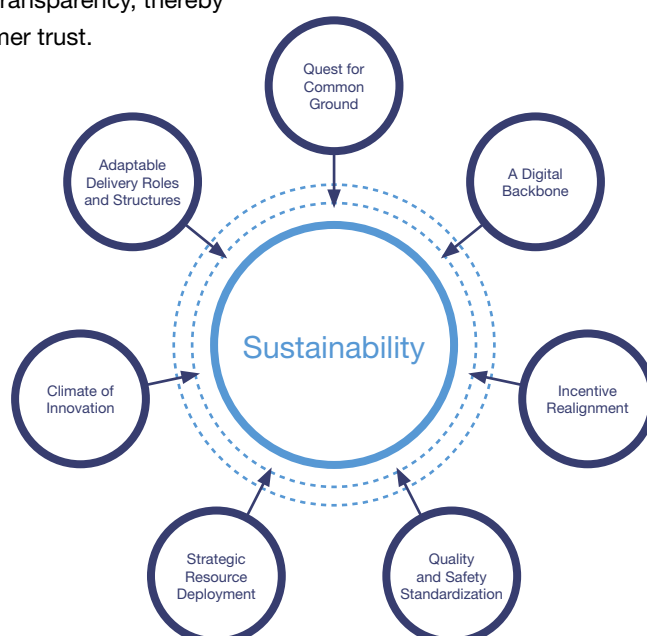 ransparency, thereby
mer trust.
Quest for
Common
Ground
Adaptable
Delivery Roles
and Structures
A Digital
Backbone
Sustainability
Climate of
Innovation
Incentive
Realignment
Strategic
Resource
Deployment
Quality
and Safety
Standardization